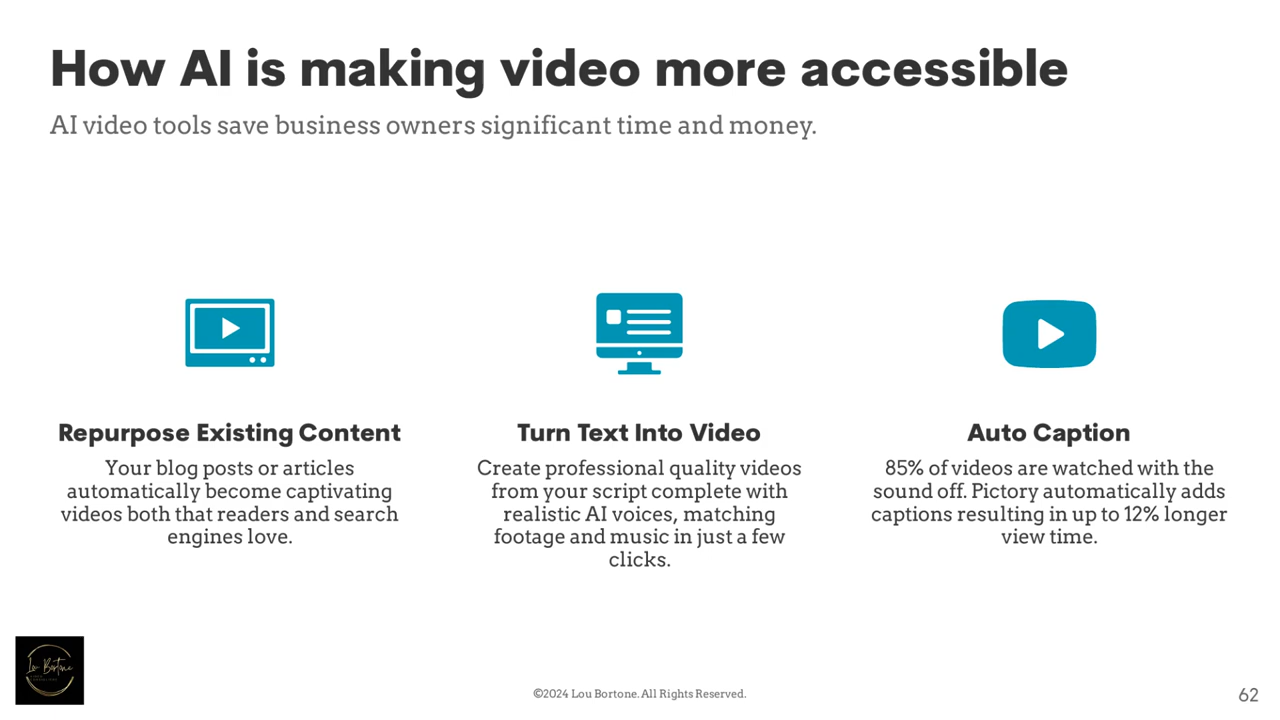 How AI is making video more accessible
AI video tools save business owners significant time and money.
Repurpose Existing Content
Your blog posts or articles
automatically become captivating
videos both that readers and search
engines love.
Turn Text Into Video
Create professional quality videos
from your script complete with
realistic AI voices, matching
footage and music in just a few
clicks.
Auto Caption
85% of videos are watched with the
sound off. Pictory automatically adds
captions resulting in up to 12% longer
view time.
Lou Bortone
©2024 Lou Bortone. All Rights Reserved.
62